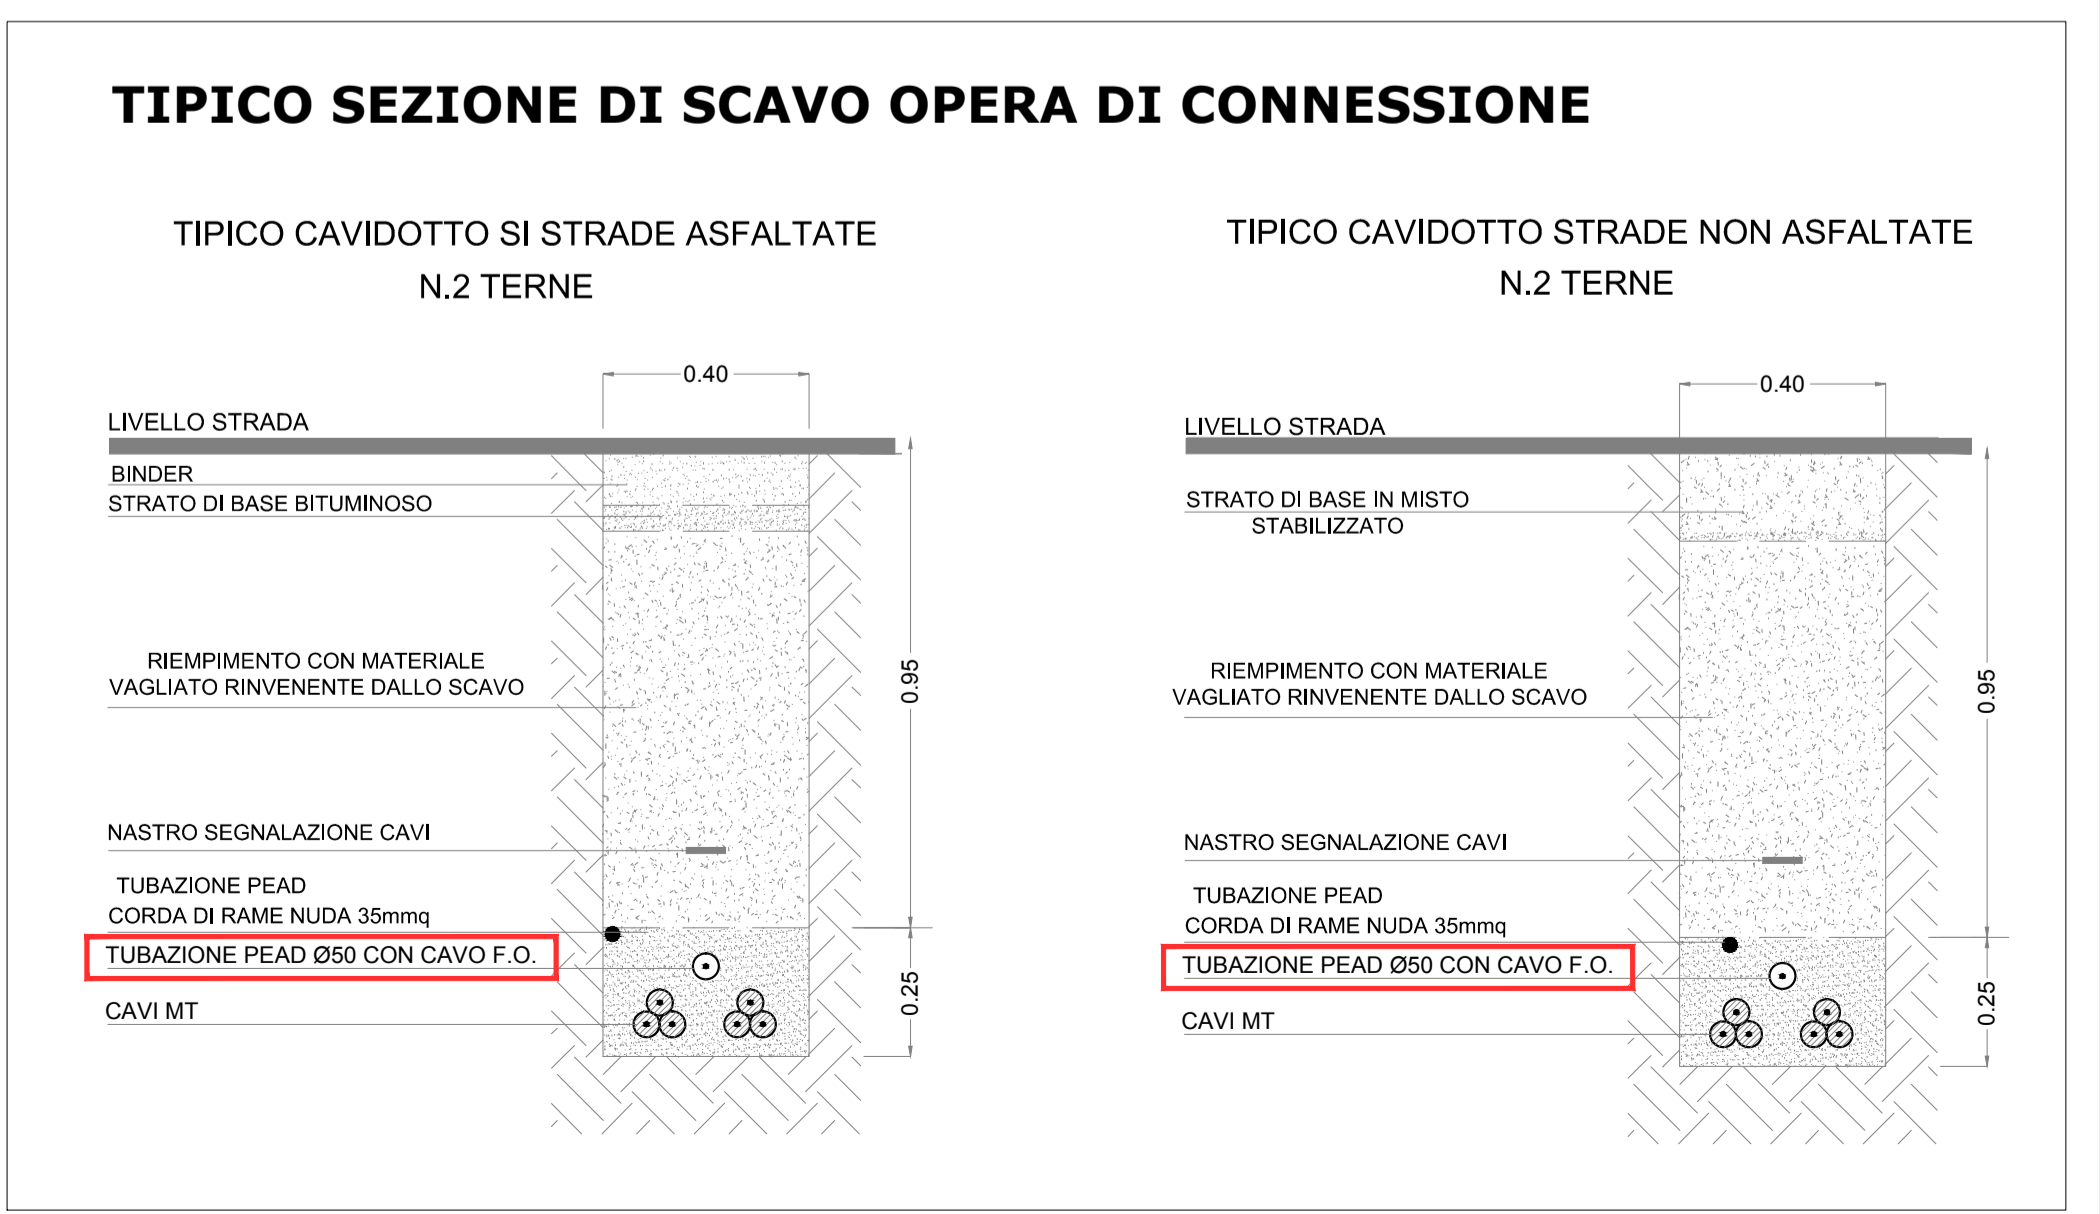 TIPICO SEZIONE DI SCAVO OPERA DI CONNESSIONE
TIPICO CAVIDOTTO SI STRADE ASFALTATE
N.2 TERNE
0.40
LIVELLO STRADA
BINDER
STRATO DI BASE BITUMINOSO
RIEMPIMENTO CON MATERIALE
VAGLIATO RINVENENTE DALLO SCAVO
0.95
NASTRO SEGNALAZIONE CAVI
TUBAZIONE PEAD
CORDA DI RAME NUDA 35mmq
TUBAZIONE PEAD Ø50 CON CAVO F.O.
CAVI MT
0.25
TIPICO CAVIDOTTO STRADE NON ASFALTATE
N.2 TERNE
0.40
LIVELLO STRADA
STRATO DI BASE IN MISTO
STABILIZZATO
RIEMPIMENTO CON MATERIALE
VAGLIATO RINVENENTE DALLO SCAVO
0.95
NASTRO SEGNALAZIONE CAVI
TUBAZIONE PEAD
CORDA DI RAME NUDA 35mmq
TUBAZIONE PEAD Ø50 CON CAVO F.O.
CAVI MT
0.25